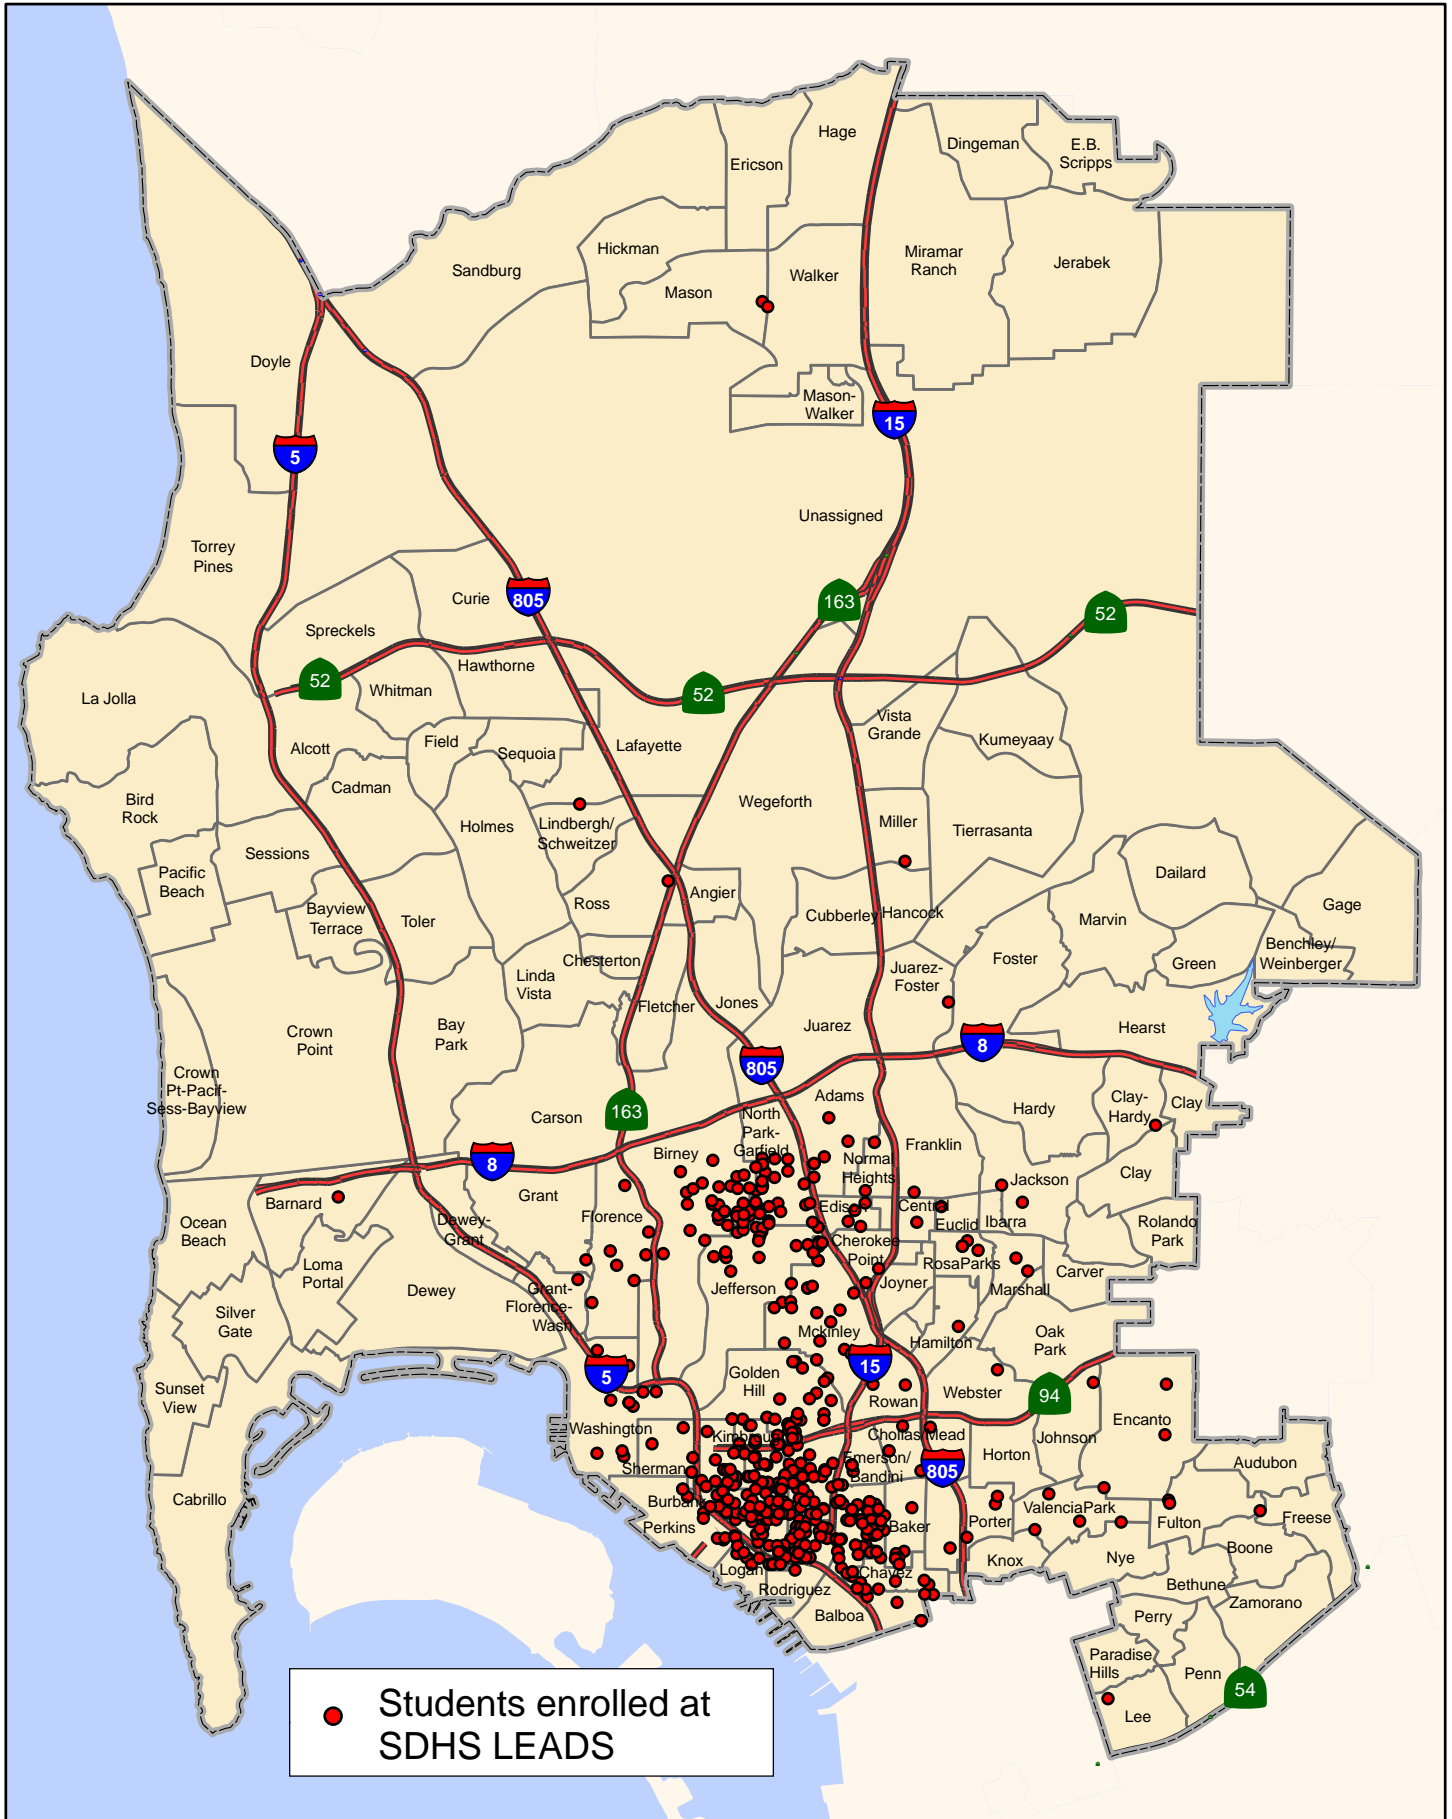 Hage
Dingeman
E.B.
Scripps
Ericson
Hickman
Sandburg
Mason
Walker
Miramar
Ranch
Jerabek
Doyle
Mason-
Walker
15
5
Unassigned
Torrey
Pines
Curie
805
163
52
Spreckels
Hawthorne
52
Whitman
52
La Jolla
Vista
Grande
Alcott
Field
Sequoia
Lafayette
Kumeyaay
Cadman
Bird
Rock
Wegeforth
Holmes
Lindbergh/
Schweitzer
Miller
Tierrasanta
Sessions
Pacific
Beach
Dailard
Angier
Ross
Bayview
Terrace
Toler
Cubberley
Hancock
Marvin
Gage
Chesterton
Linda
Vista
Juarez-
Foster
Foster
Green
Benchley/
Weinberger
Fletcher
Jones
Juarez
Hearst
Crown
Point
Bay
Park
8
805
Crown
Pt-Pacif-
Sess-Bayview
Carson
163
North
Park-
Garfield
Adams
Hardy
Clay-
Hardy
Clay
Franklin
Birney
8
Normal
Heights
Clay
Jackson
Barnard
Grant
Ocean
Beach
Dewey-
Grant
Florence
Edison
Central
Euclid
Ibarra
Rolando
Park
Cherokee
Point
RosaParks
Loma
Portal
Dewey
Grant-
Florence-
Wash
Jefferson
Joyner
Marshall
Carver
Silver
Gate
Mckinley
Hamilton
Oak
Park
5
15
Golden
Hill
Sunset
View
Rowan
Webster
94
Encanto
Washington
Kimbrough
Chollas/Mead
Johnson
Horton
Sherman
Emerson/
Bandini
805
Audubon
Cabrillo
Burbank
Perkins
Baker
Porter
ValenciaPark
Fulton
Freese
Boone
Knox
Nye
Logan
Rodriguez
Chavez
Bethune
Zamorano
Balboa
Perry
Paradise
Hills
Penn
54
Lee
Students enrolled at
SDHS LEADS